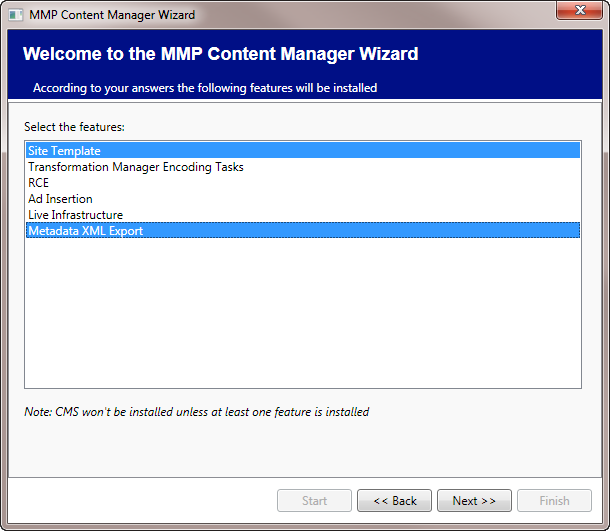 MMP Content Manager Wizard
Welcome to the MMP Content Manager Wizard
According to your answers the following features will be installed
Select the features:
Site Template
Transformation Manager Encoding Tasks
RCE
Ad Insertion
Live Infrastructure
Metadata XML Export
Note: CMS won't be installed unless at least one feature is installed
Start << Back Next >> Finish